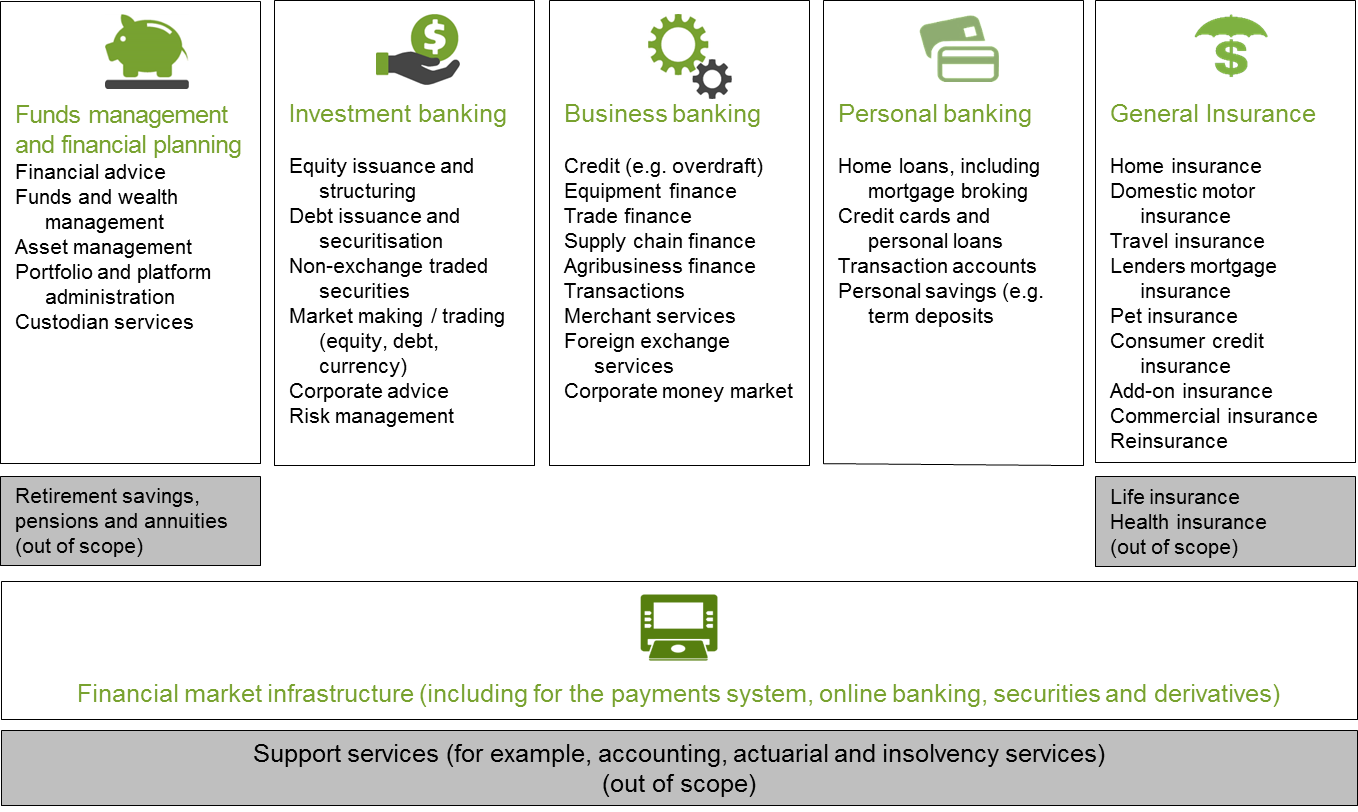 Funds management
and financial planning
Financial advice
Funds and wealth
management
Asset management
Portfolio and platform
administration
Custodian services
Retirement savings,
pensions and annuities
(out of scope)
$
Investment banking
Equity issuance and
structuring
Debt issuance and
securitisation
Non-exchange traded
securities
Market making / trading
(equity, debt,
currency)
Corporate advice
Risk management
Business banking
Credit (e.g. overdraft)
Equipment finance
Trade finance
Supply chain finance
Agribusiness finance
Transactions
Merchant services
Foreign exchange
services
Corporate money market
Personal banking
Home loans, including
mortgage broking
Credit cards and
personal loans
Transaction accounts
Personal savings (e.g.
term deposits
$
General Insurance
Home insurance
Domestic motor
insurance
Travel insurance
Lenders mortgage
insurance
Pet insurance
Consumer credit
insurance
Add-on insurance
Commercial insurance
Reinsurance
Life insurance
Health insurance
(out of scope)
Financial market infrastructure (including for the payments system, online banking, securities and derivatives)
Support services (for example, accounting, actuarial and insolvency services)
(out of scope)